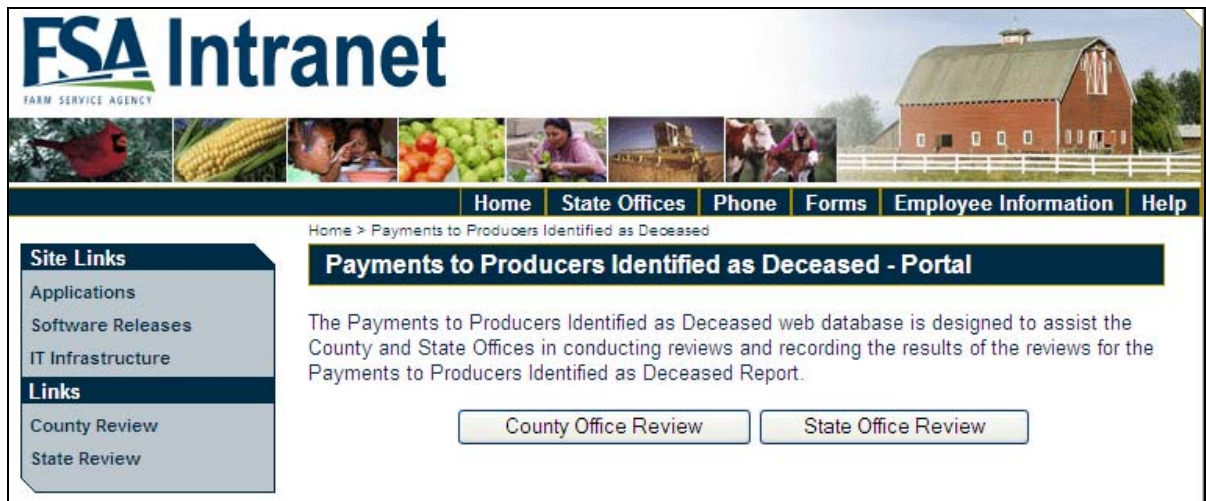 FSA Intranet
FARM SERVICE AGENCY
Home State Offices Phone Forms Employee Information Help
Home > Payments to Producers Identified as Deceased
Site Links
Applications
Software Releases
IT Infrastructure
Links
County Review
State Review
Payments to Producers Identified as Deceased - Portal
The Payments to Producers Identified as Deceased web database is designed to assist the
County and State Offices in conducting reviews and recording the results of the reviews for the
Payments to Producers Identified as Deceased Report.
County Office Review State Office Review